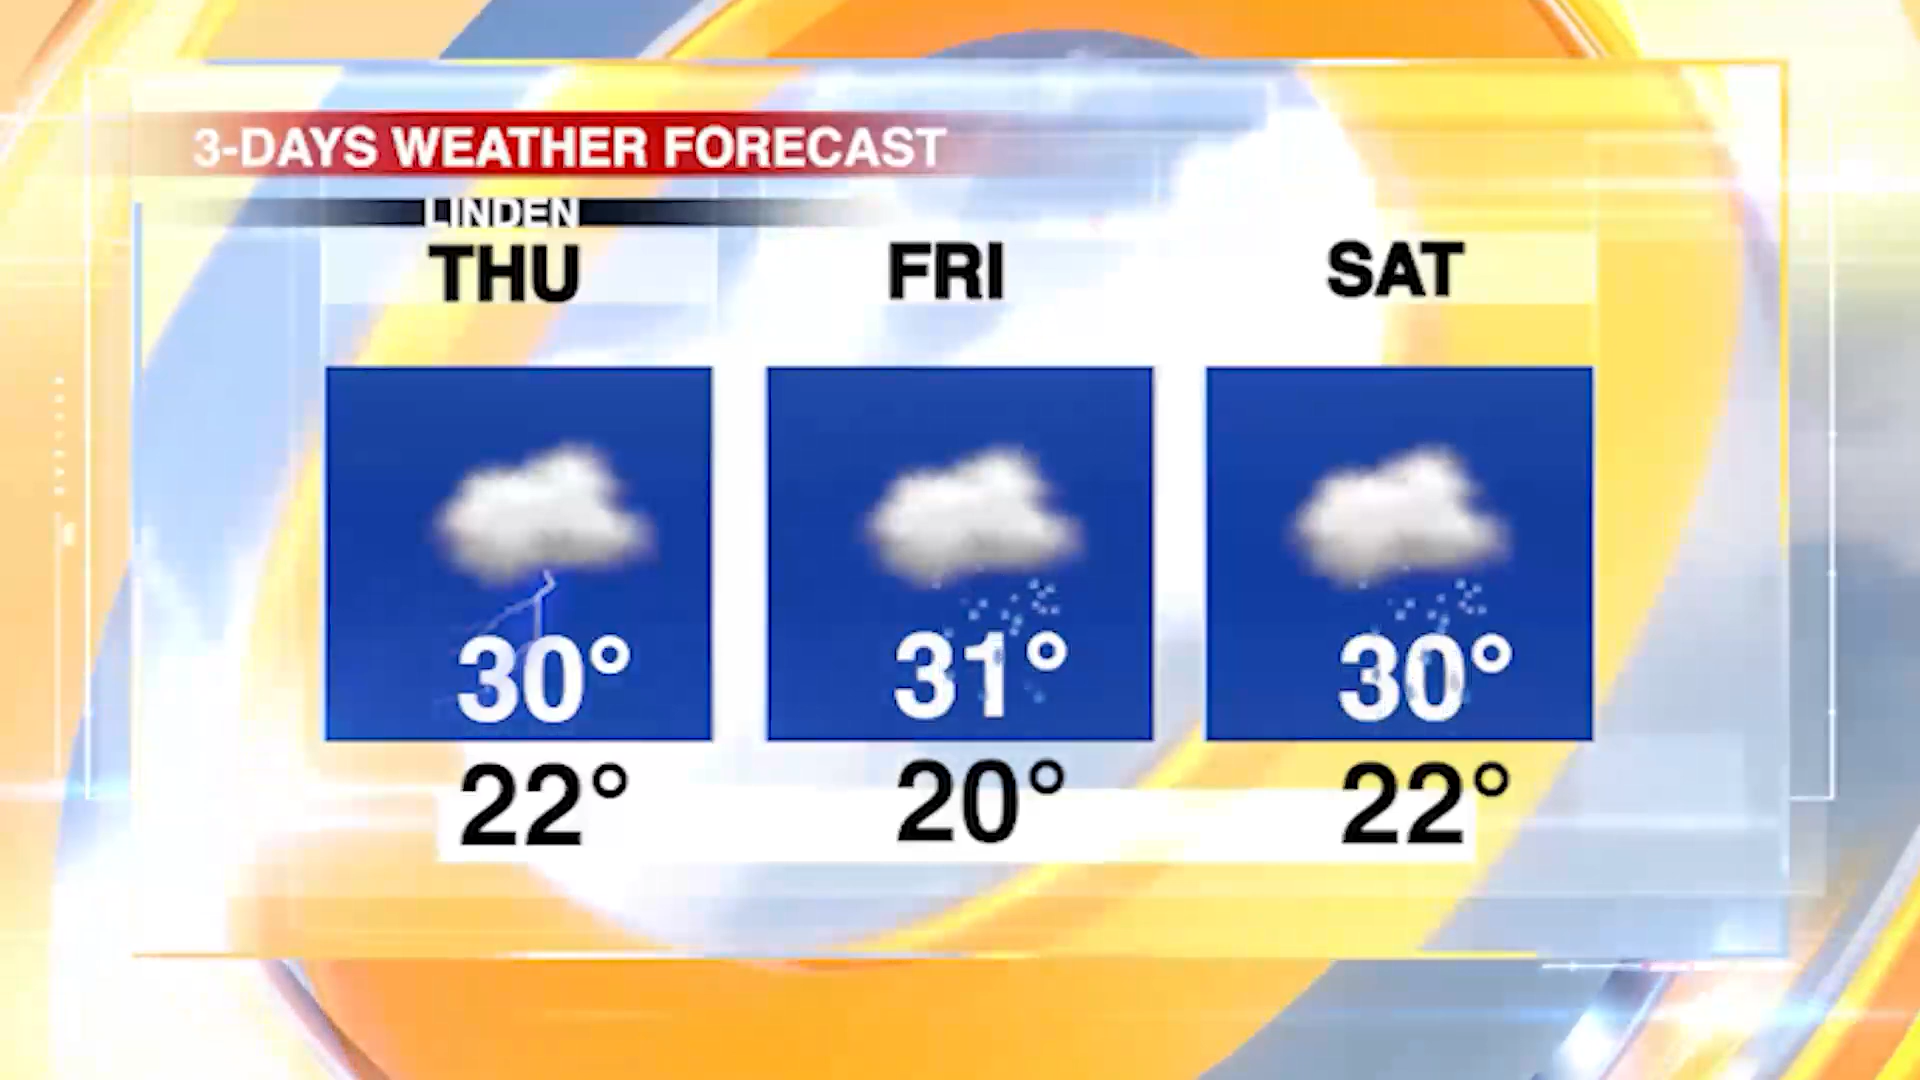 3-DAYS WEATHER FORECAST
LINDEN
THU FRI SAT
30° 31° 30°
22° 20° 22°